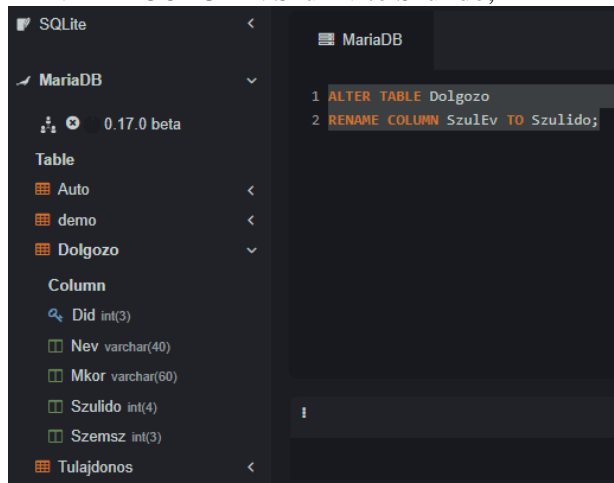 SQLite
MariaDB
0.17.0 beta
Table
Auto
demo
Dolgozo
Column
Did int(3)
Nev varchar(40)
Mkor varchar(60)
Szulido int(4)
Szemsz int(3)
Tulajdonos
MariaDB
1 ALTER TABLE Dolgozo
2 RENAME COLUMN SzulEv TO Szulido;